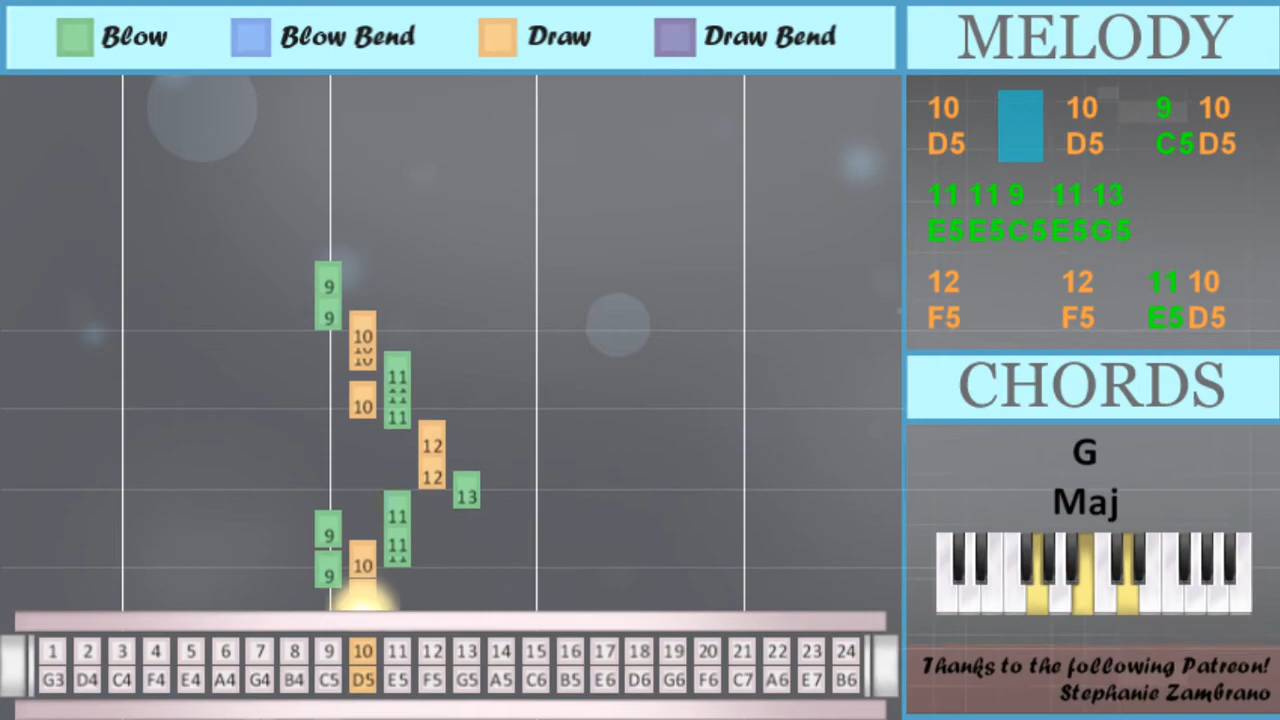 Blow Blow Bend Draw Draw Bend
MELODY
10 10 9 10
D5 D5 C5 D5
11 11 9 11 13
E5 E5 C5 E5 G5
12 12 11 10
F5 F5 E5 D5
CHORDS
G
Maj
9
9
10
10
11
11
10
12
12
13
11
9
11
10
9
1 2 3 4 5 6 7 8 9 10 11 12 13 14 15 16 17 18 19 20 21 22 23 24
G3 D4 C4 F4 E4 A4 G4 B4 C5 D5 E5 F5 G5 A5 C6 B5 E6 D6 G6 F6 C7 A6 E7 B6
Thanks to the following Patreon!
Stephanie Zambrano